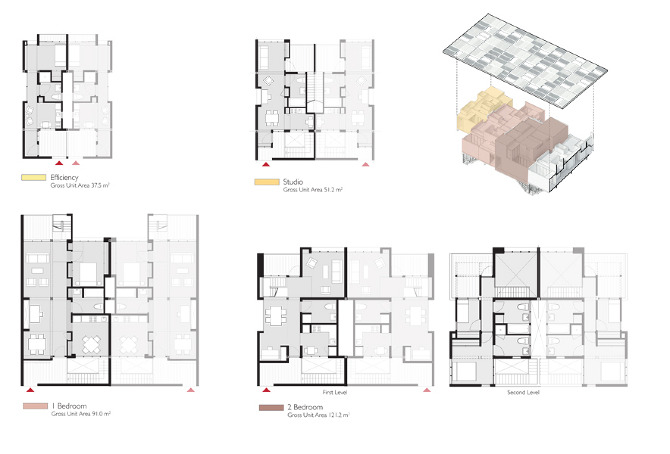 Efficiency
Gross Unit Area 37.5 m²
Studio
Gross Unit Area 51.2 m²
1 Bedroom
Gross Unit Area 91.0 m²
2 Bedroom
Gross Unit Area 121.2 m²
First Level
Second Level